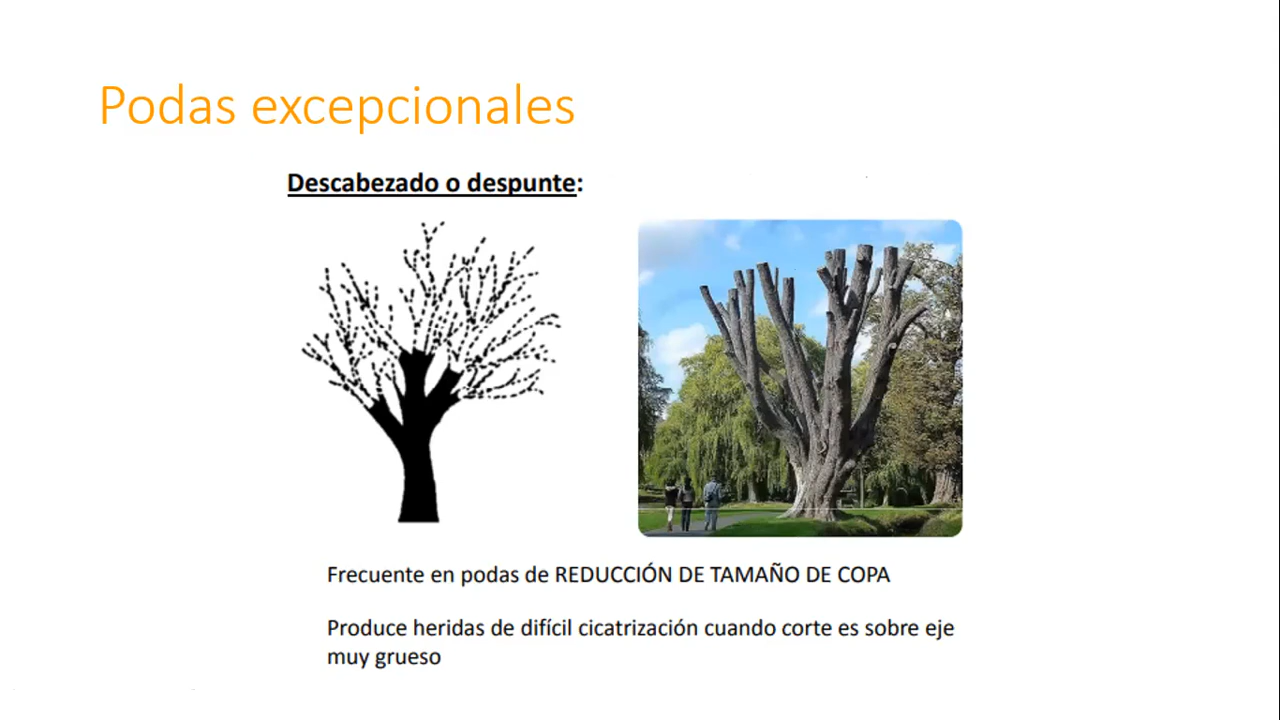 Podas excepcionales
Descabezado o despunte:
Frecuente en podas de REDUCCIÓN DE TAMAÑO DE COPA
Produce heridas de difícil cicatrización cuando corte es sobre eje
muy grueso